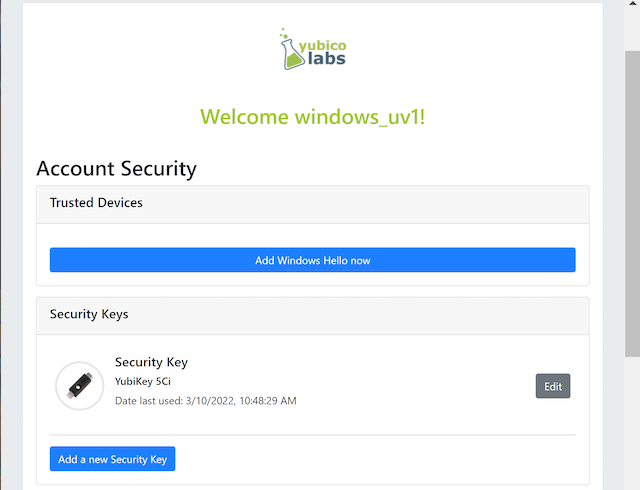 yubico
labs
Welcome windows_uv1!
Account Security
Trusted Devices
Add Windows Hello now
Security Keys
Security Key
YubiKey 5Ci
Date last used: 3/10/2022, 10:48:29 AM
Edit
Add a new Security Key